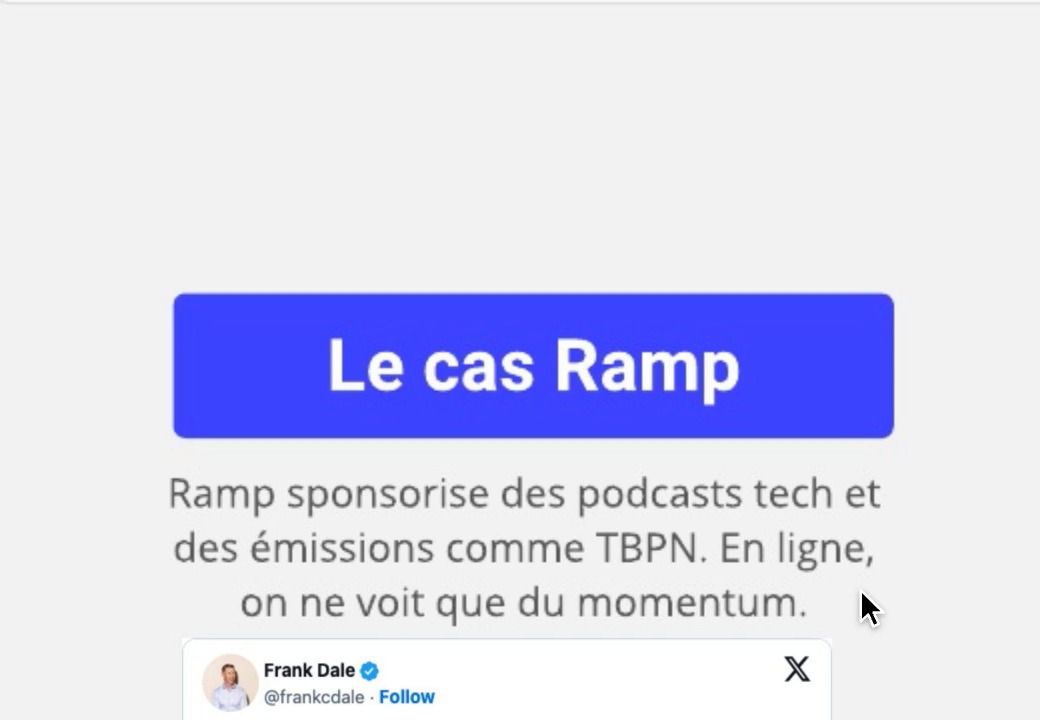 Le cas Ramp
Ramp sponsorise des podcasts tech et
des émissions comme TBPN. En ligne,
on ne voit que du momentum.
Frank Dale
@frankcdale · Follow